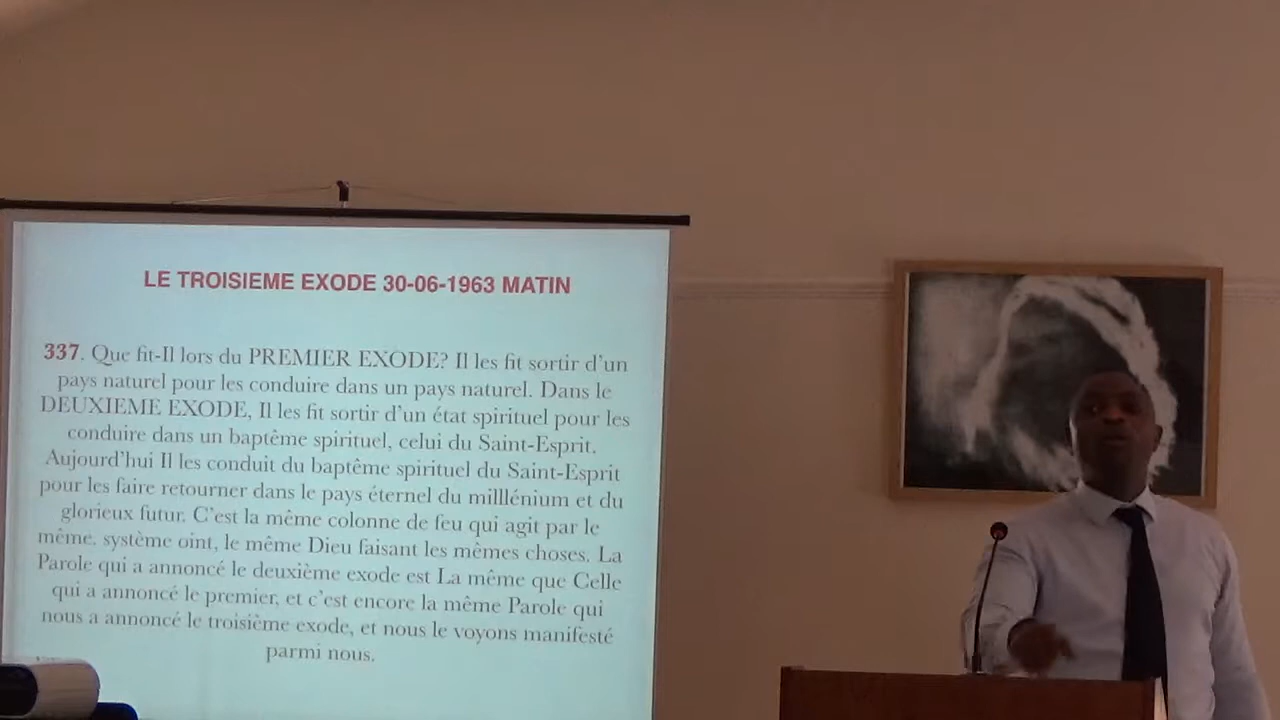 LE TROISIEME EXODE 30-06-1963 MATIN
337. Que fit-Il lors du PREMIER EXODE? Il les fit sortir d’un
pays naturel pour les conduire dans un pays naturel. Dans le
DEUXIEME EXODE, Il les fit sortir d’un état spirituel pour les
conduire dans un baptême spirituel, celui du Saint-Esprit.
Aujourd’hui Il les conduit du baptême spirituel du Saint-Esprit
pour les faire retourner dans le pays éternel du milllénium et du
glorieux futur. C’est la même colonne de feu qui agit par le
même. système oint, le même Dieu faisant les mêmes choses. La
Parole qui a annoncé le deuxième exode est La même que Celle
qui a annoncé le premier, et c’est encore la même Parole qui
nous a annoncé le troisième exode, et nous le voyons manifesté
parmi nous.